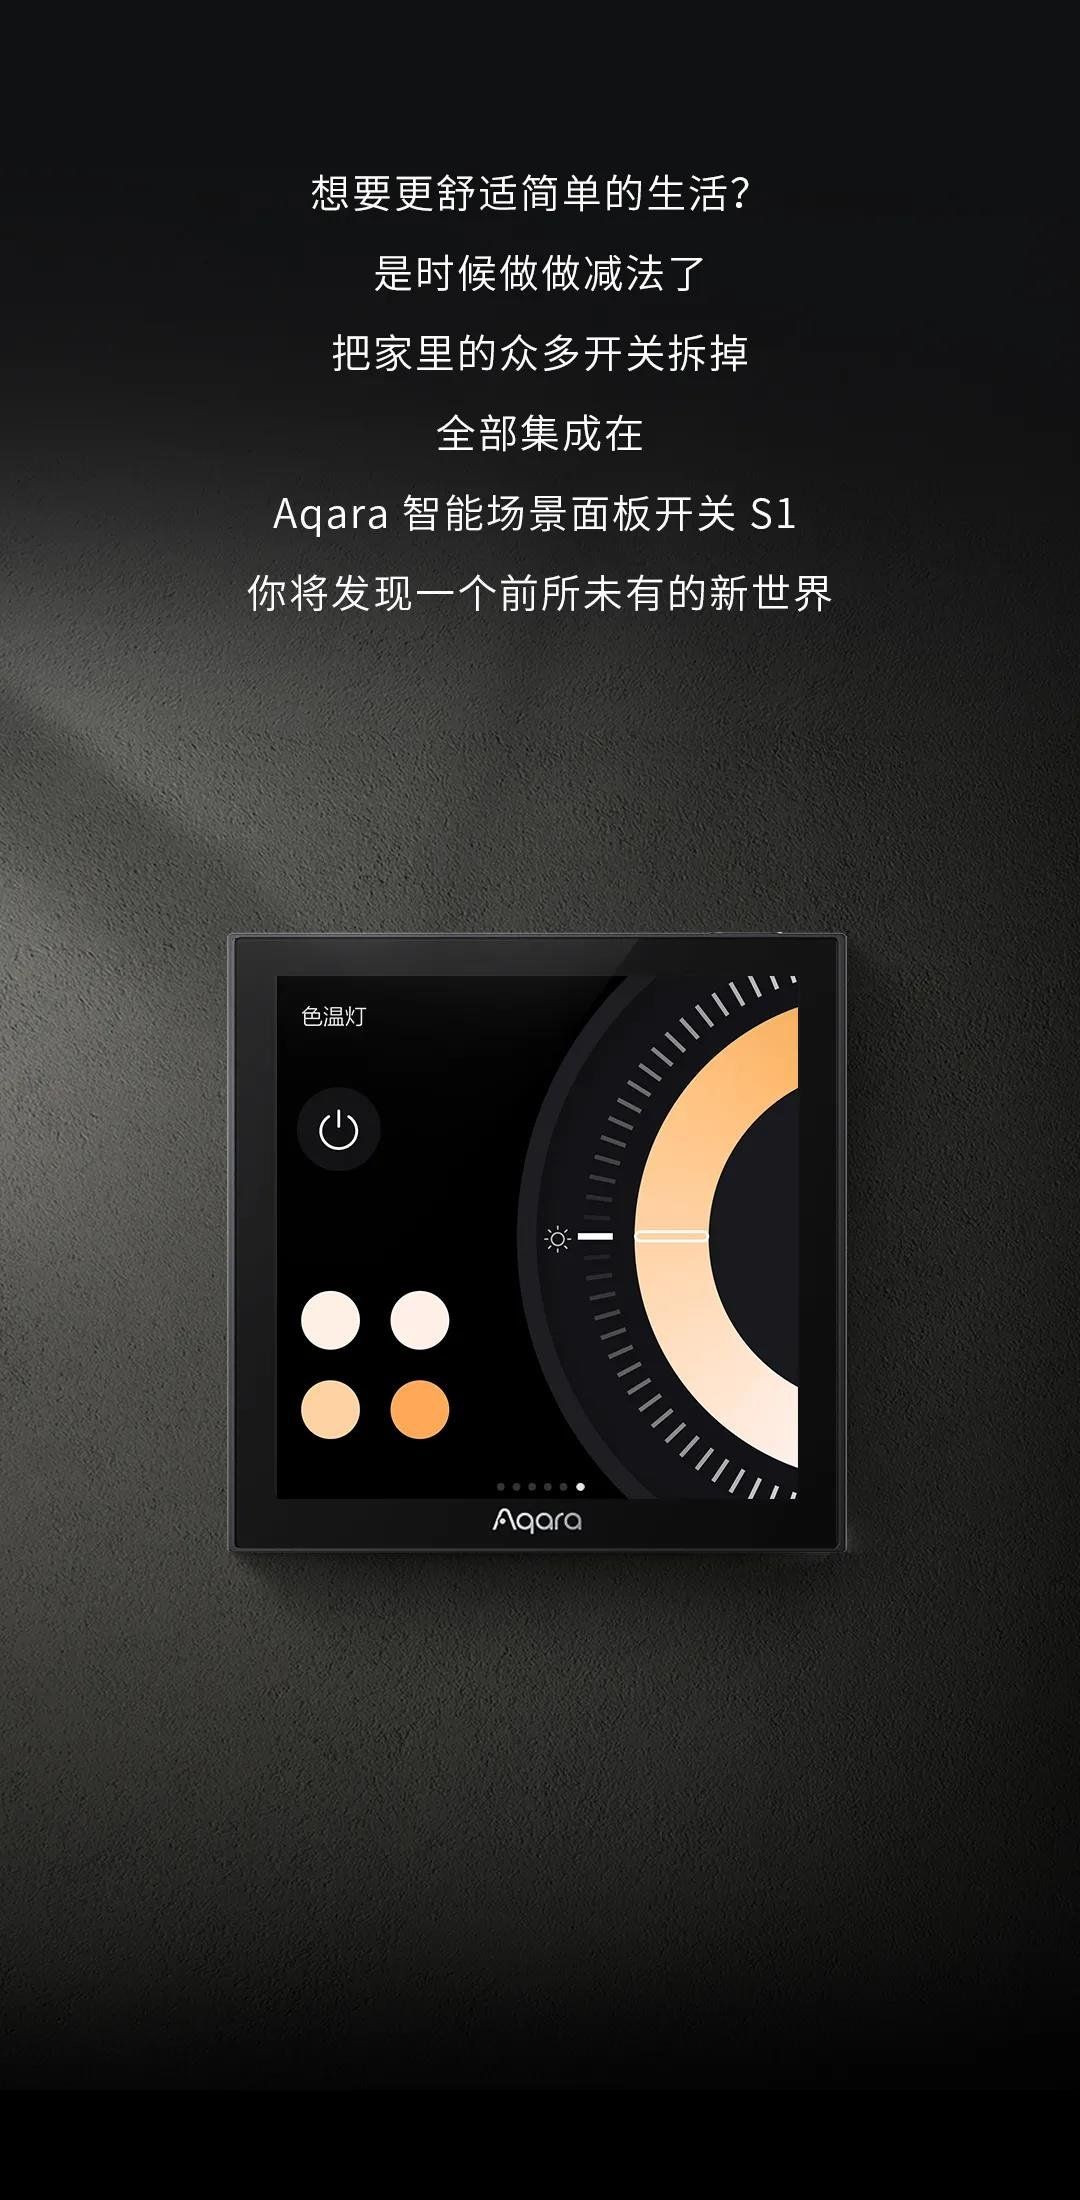 想要更舒适简单的生活？
是时候做做减法了
把家里的众多开关拆掉
全部集成在
Aqara 智能场景面板开关 S1
你将发现一个前所未有的新世界
色温灯
Aqara